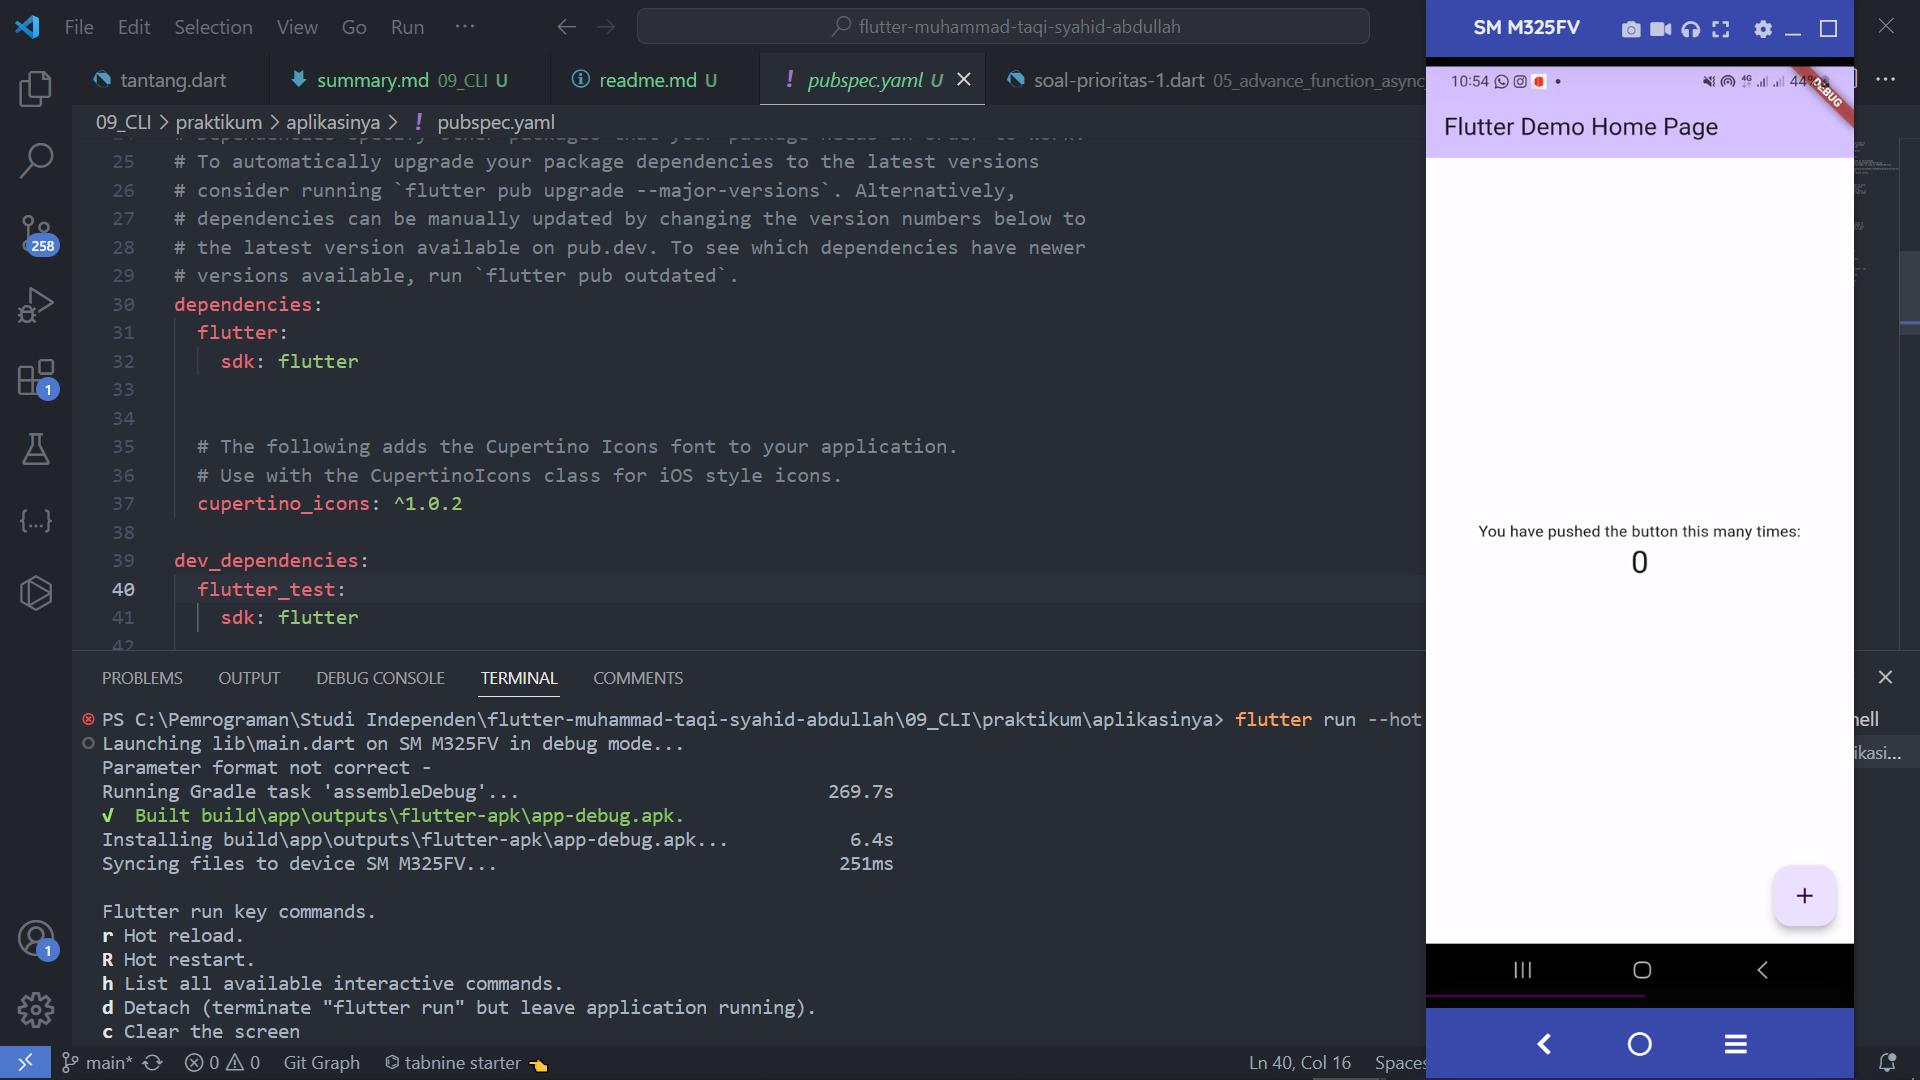 File Edit Selection View Go Run ···
flutter-muhammad-taqi-syahid-abdullah
tantang.dart
summary.md 09_CLI U
readme.md U
! pubspec.yaml U
soal-prioritas-1.dart 05_advance_function_async
09_CLI > praktikum > aplikasinya > ! pubspec.yaml
25 # To automatically upgrade your package dependencies to the latest versions
26 # consider running `flutter pub upgrade --major-versions`. Alternatively,
27 # dependencies can be manually updated by changing the version numbers below to
28 # the latest version available on pub.dev. To see which dependencies have newer
29 # versions available, run `flutter pub outdated`.
30 dependencies:
31 flutter:
32 sdk: flutter
33
34
35 # The following adds the Cupertino Icons font to your application.
36 # Use with the CupertinoIcons class for iOS style icons.
37 cupertino_icons: ^1.0.2
38
39 dev_dependencies:
40 flutter_test:
41 sdk: flutter
42
258
1
1
PROBLEMS OUTPUT DEBUG CONSOLE TERMINAL COMMENTS
PS C:\Pemrograman\Studi Independen\flutter-muhammad-taqi-syahid-abdullah\09_CLI\praktikum\aplikasinya> flutter run --hot
Launching lib\main.dart on SM M325FV in debug mode...
Parameter format not correct -
Running Gradle task 'assembleDebug'... 269.7s
√ Built build\app\outputs\flutter-apk\app-debug.apk.
Installing build\app\outputs\flutter-apk\app-debug.apk... 6.4s
Syncing files to device SM M325FV... 251ms
Flutter run key commands.
r Hot reload.
R Hot restart.
h List all available interactive commands.
d Detach (terminate "flutter run" but leave application running).
c Clear the screen
main* 0 0 Git Graph tabnine starter
Ln 40, Col 16 Spaces
SM M325FV
10:54
4G 44%
DEBUG
Flutter Demo Home Page
You have pushed the button this many times:
0
+
hell
ikasi...